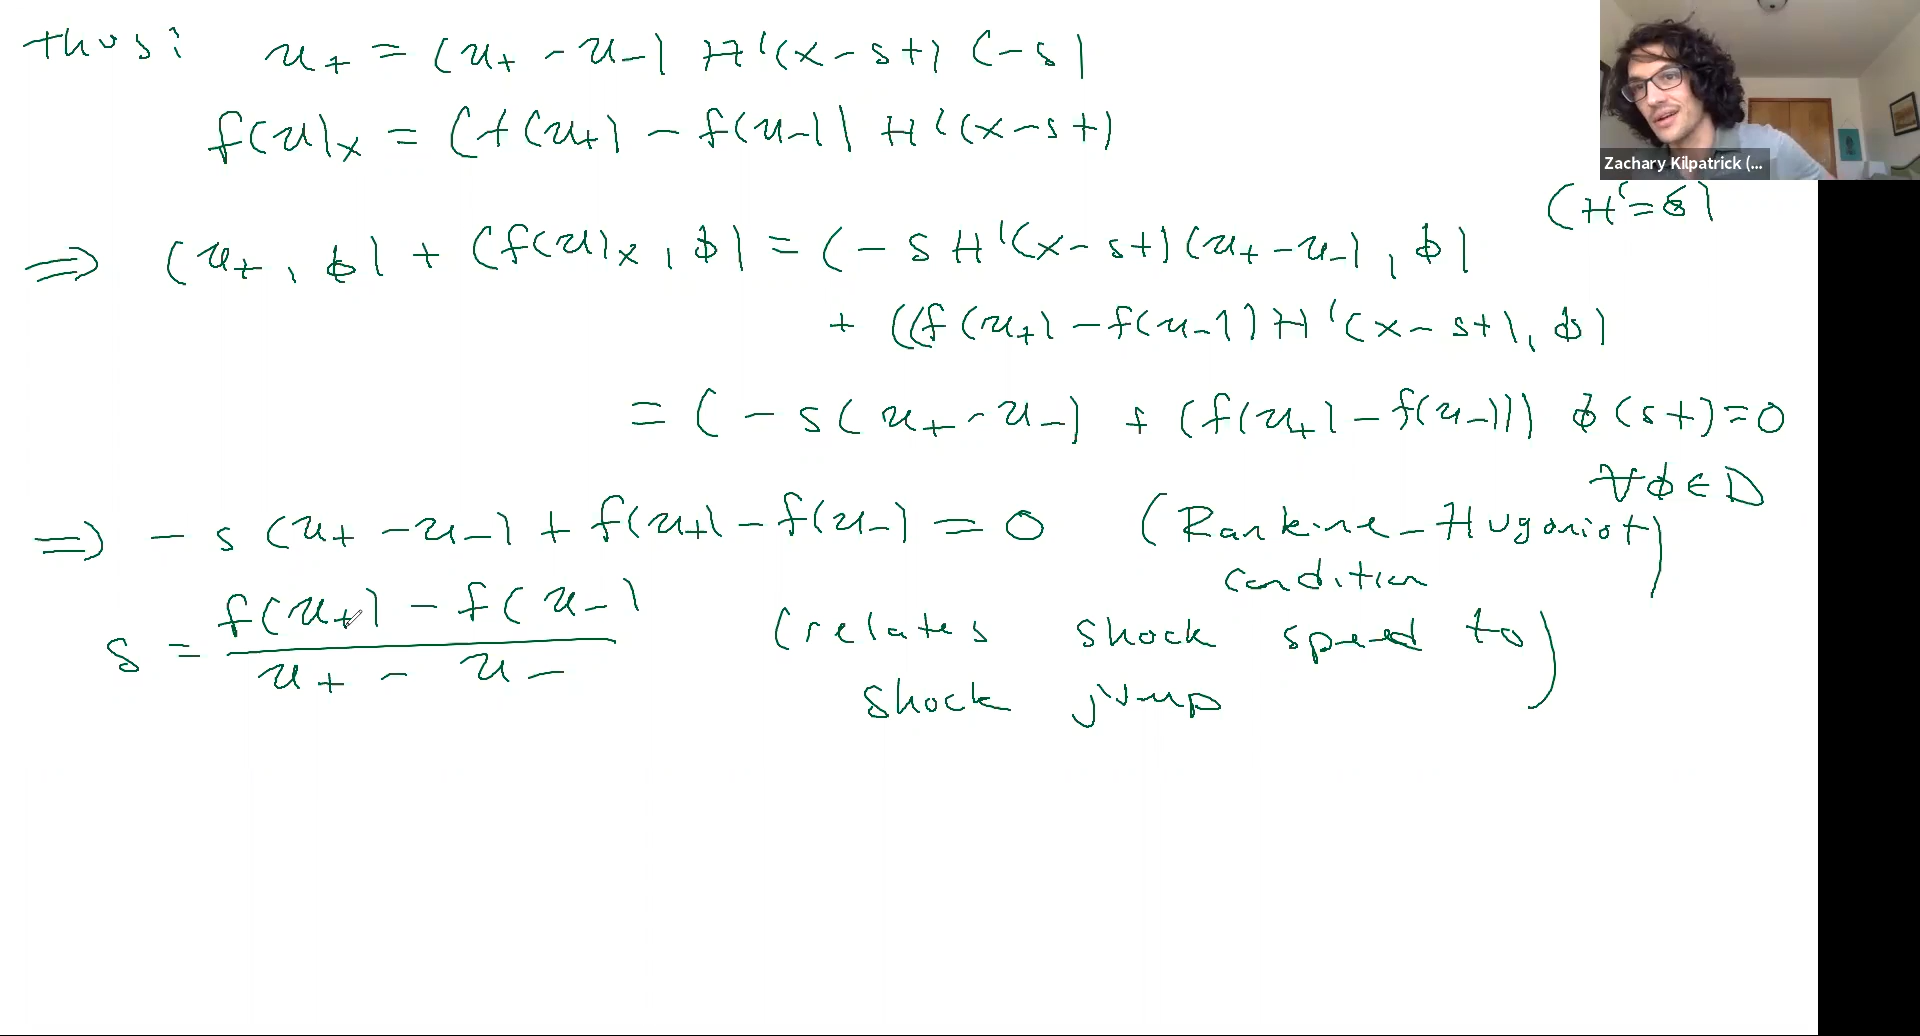 thus: u_t = (u_+ - u_-) H'(x-st) (-s)
f(u)_x = (f(u_+) - f(u_-)) H'(x-st)
Zachary Kilpatrick (...
(H'=δ)
⇒ (u_t, ϕ) + (f(u)_x, ϕ) = (-s H'(x-st)(u_+ - u_-), ϕ)
+ ((f(u_+) - f(u_-)) H'(x-st), ϕ)
= (-s(u_+ - u_-) + (f(u_+) - f(u_-))) ϕ(st) = 0
∀ϕ∈D
⇒ -s(u_+ - u_-) + f(u_+) - f(u_-) = 0 (Rankine-Hugoniot
condition)
s = \frac{f(u_+) - f(u_-)}{u_+ - u_-} (relates shock speed to
shock jump)